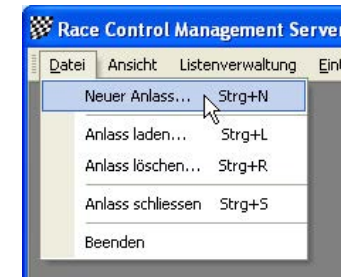 Race Control Management Server
Datei Ansicht Listenverwaltung
Neuer Anlass... Strg+N
Anlass laden... Strg+L
Anlass löschen... Strg+R
Anlass schliessen Strg+S
Beenden